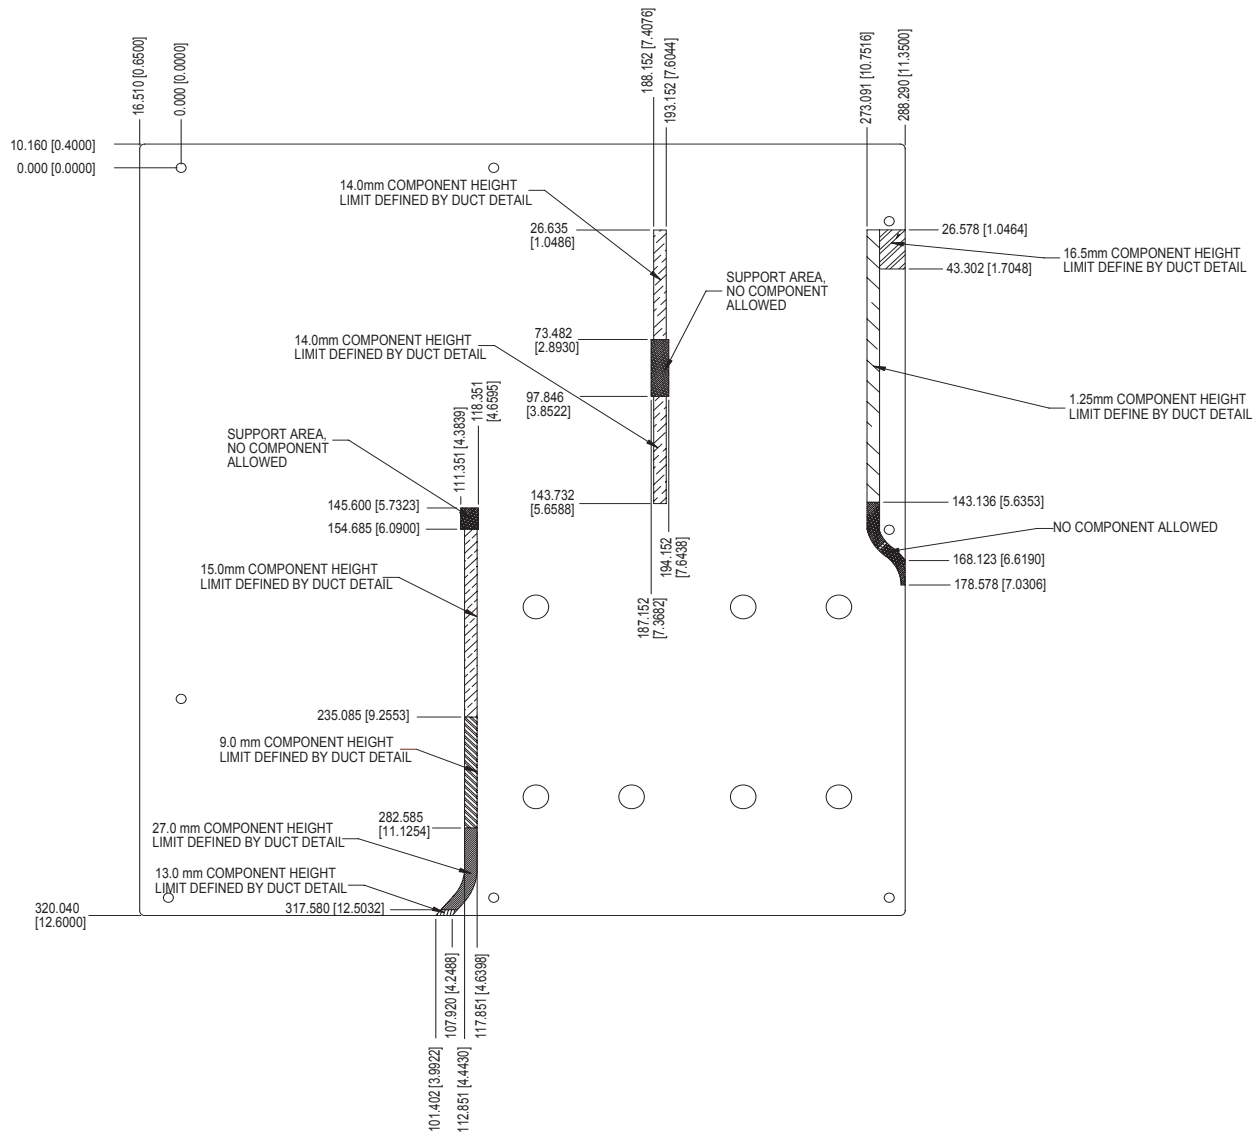 16.510 [0.6500]
0.000 [0.0000]
188.152 [7.4076]
193.152 [7.6044]
273.091 [10.7516]
288.290 [11.3500]
10.160 [0.4000]
0.000 [0.0000]
14.0mm COMPONENT HEIGHT
LIMIT DEFINED BY DUCT DETAIL
26.635
[1.0486]
26.578 [1.0464]
16.5mm COMPONENT HEIGHT
LIMIT DEFINE BY DUCT DETAIL
43.302 [1.7048]
SUPPORT AREA,
NO COMPONENT
ALLOWED
73.482
[2.8930]
14.0mm COMPONENT HEIGHT
LIMIT DEFINED BY DUCT DETAIL
97.846
[3.8522]
1.25mm COMPONENT HEIGHT
LIMIT DEFINE BY DUCT DETAIL
111.351 [4.3839]
118.351
[4.6595]
SUPPORT AREA,
NO COMPONENT
ALLOWED
145.600 [5.7323]
154.685 [6.0900]
143.732
[5.6588]
143.136 [5.6353]
NO COMPONENT ALLOWED
168.123 [6.6190]
178.578 [7.0306]
194.152
[7.6438]
187.152
[7.3682]
15.0mm COMPONENT HEIGHT
LIMIT DEFINED BY DUCT DETAIL
235.085 [9.2553]
9.0 mm COMPONENT HEIGHT
LIMIT DEFINED BY DUCT DETAIL
282.585
[11.1254]
27.0 mm COMPONENT HEIGHT
LIMIT DEFINED BY DUCT DETAIL
13.0 mm COMPONENT HEIGHT
LIMIT DEFINED BY DUCT DETAIL
317.580 [12.5032]
320.040
[12.6000]
101.402 [3.9922]
107.920 [4.2488]
112.851 [4.4430]
117.851 [4.6398]